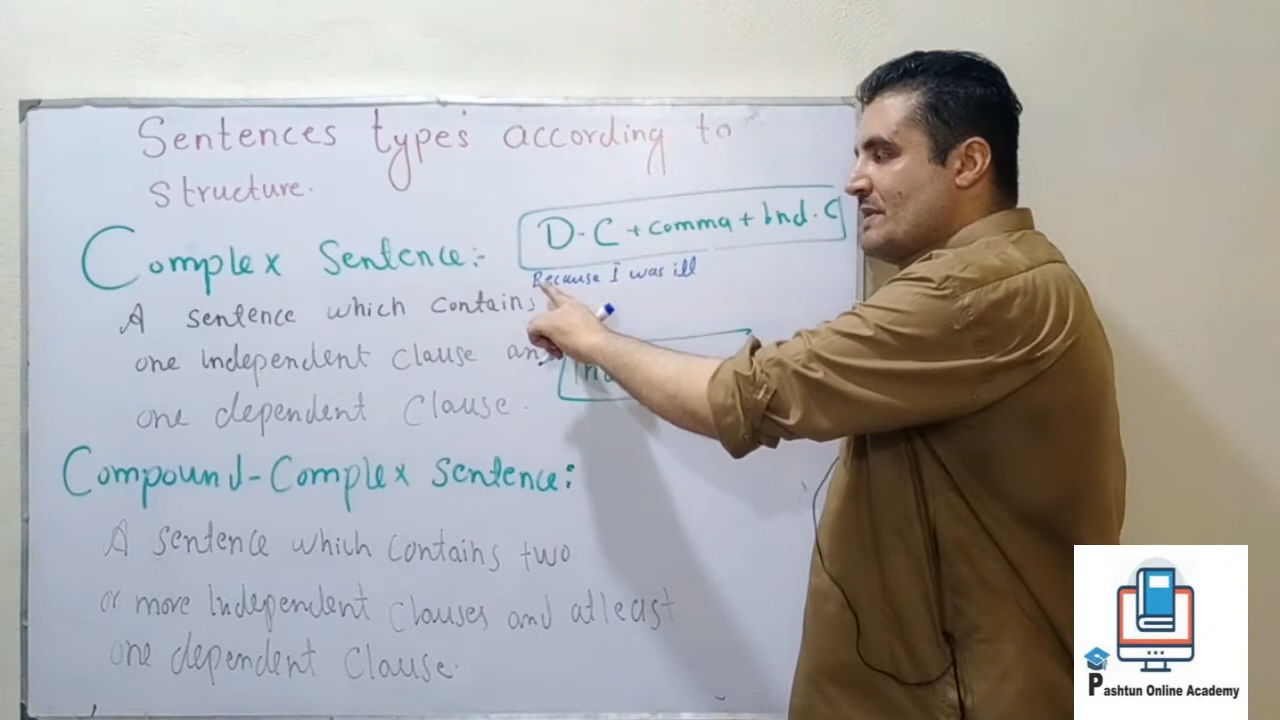 Sentences types according to
structure.
Complex Sentence:-
D.C + comma + Ind.C
Because I was ill
A sentence which contains
one Independent Clause
one dependent Clause.
Compound-Complex Sentence:
A sentence which contains two
or more Independent Clauses and atleast
one dependent Clause.
Pashtun Online Academy